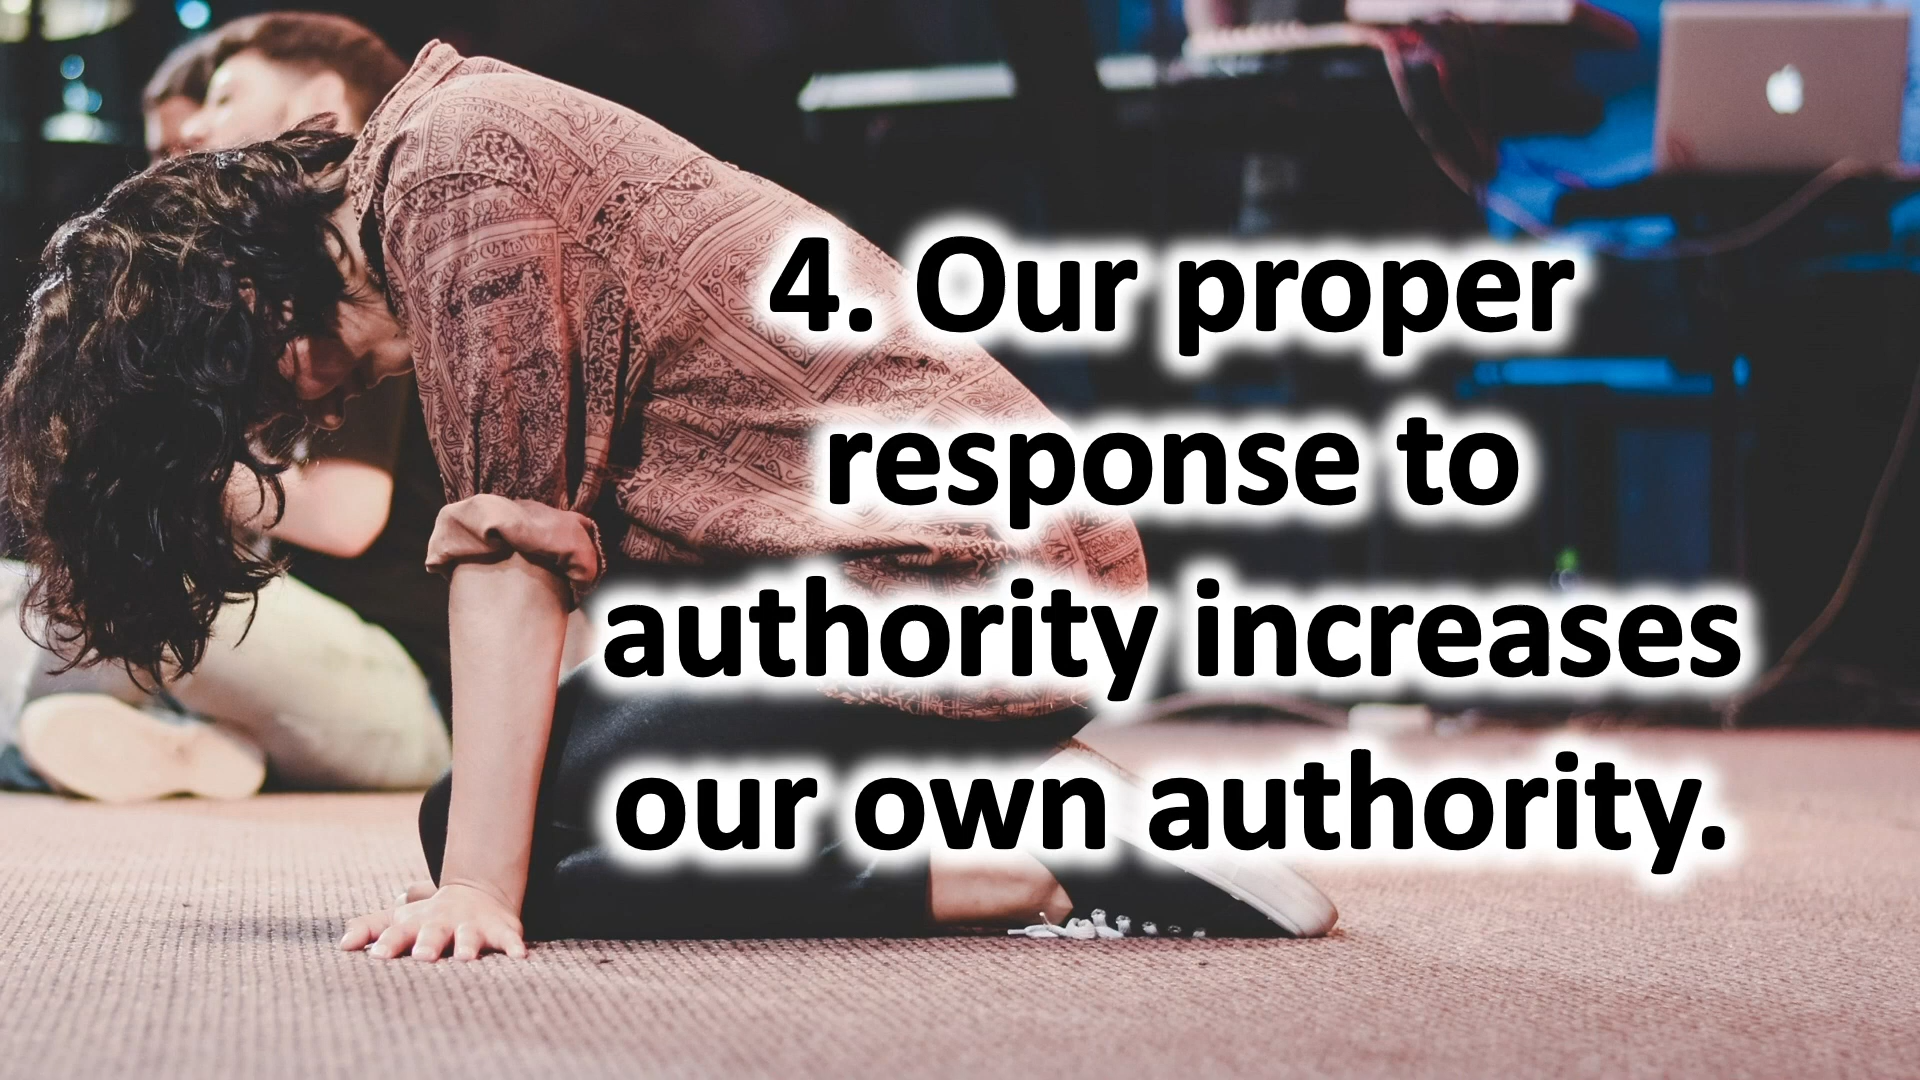 4. Our proper
response to
authority increases
our own authority.